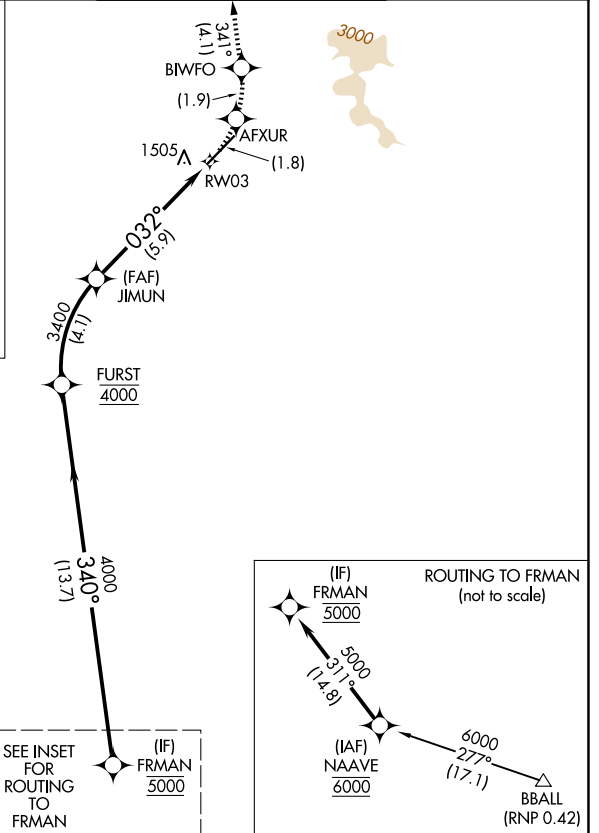 341°
(4.1)
BIWFO
3000
(1.9)
AFXUR
1505
(1.8)
RW03
032°
(5.9)
(FAF)
JIMUN
3400
(4.1)
FURST
4000
4000
340°
(13.7)
SEE INSET
FOR
ROUTING
TO
FRMAN
(IF)
FRMAN
5000
ROUTING TO FRMAN
(not to scale)
(IF)
FRMAN
5000
5000
311°
(14.8)
(IAF)
NAAVE
6000
6000
277°
(17.1)
BBALL
(RNP 0.42)